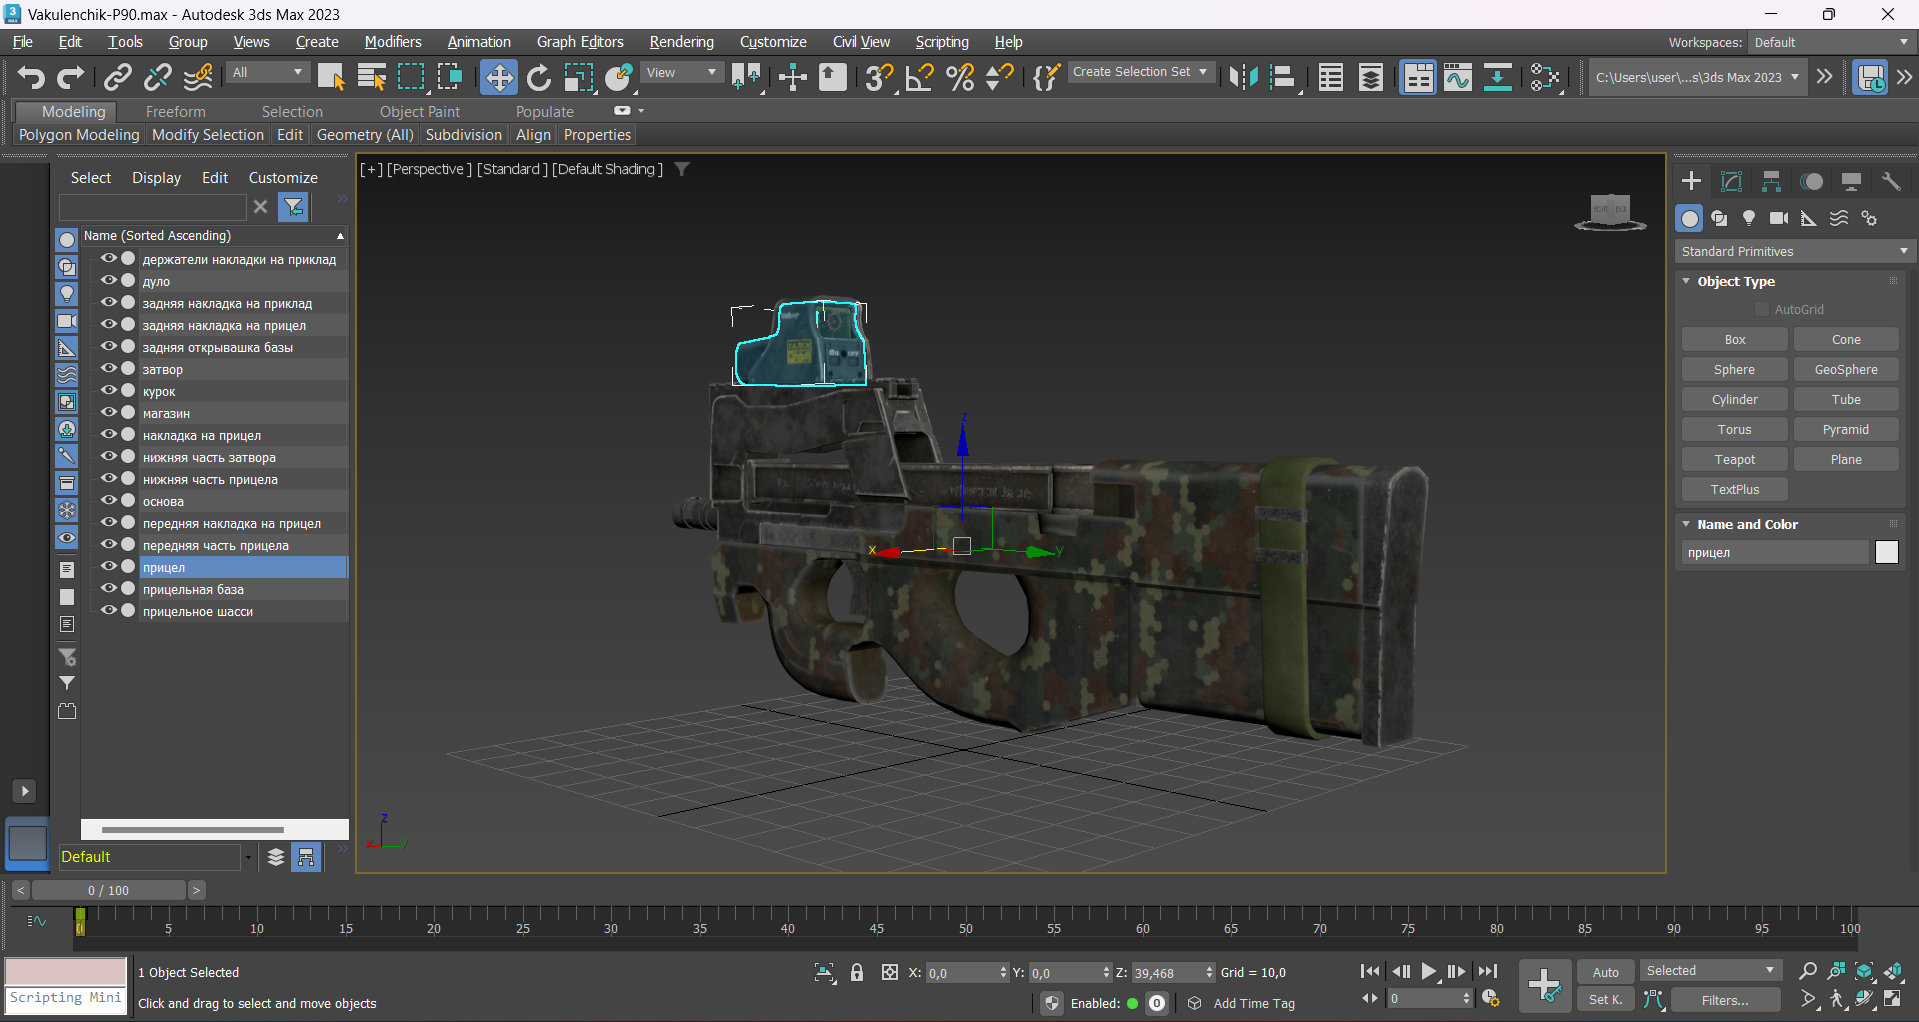 Vakulenchik-P90.max - Autodesk 3ds Max 2023
File Edit Tools Group Views Create Modifiers Animation Graph Editors Rendering Customize Civil View Scripting Help
Workspaces: Default
All
View
Create Selection Set
C:\Users\user\...s\3ds Max 2023
Modeling Freeform Selection Object Paint Populate
Polygon Modeling Modify Selection Edit Geometry (All) Subdivision Align Properties
Select Display Edit Customize
Name (Sorted Ascending)
держатели накладки на приклад
дуло
задняя накладка на приклад
задняя накладка на прицел
задняя открывашка базы
затвор
курок
магазин
накладка на прицел
нижняя часть затвора
нижняя часть прицела
основа
передняя накладка на прицел
передняя часть прицела
прицел
прицельная база
прицельное шасси
Default
[+] [Perspective ] [Standard ] [Default Shading ]
z
x
y
z
x
y
Standard Primitives
Object Type
AutoGrid
Box Cone
Sphere GeoSphere
Cylinder Tube
Torus Pyramid
Teapot Plane
TextPlus
Name and Color
прицел
< 0 / 100 >
0 5 10 15 20 25 30 35 40 45 50 55 60 65 70 75 80 85 90 95 100
Scripting Mini
1 Object Selected
Click and drag to select and move objects
X: 0,0 Y: 0,0 Z: 39,468 Grid = 10,0
Enabled: 0 Add Time Tag
0
Auto Selected
Set K. Filters...